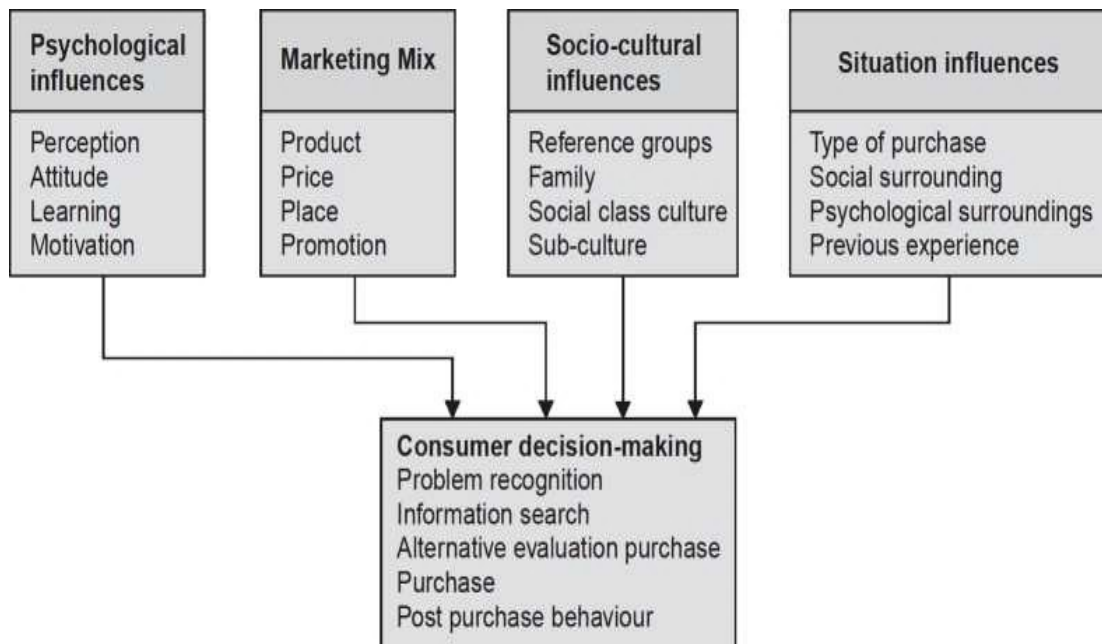 Psychological
influences
Perception
Attitude
Learning
Motivation
Marketing Mix
Product
Price
Place
Promotion
Socio-cultural
influences
Reference groups
Family
Social class culture
Sub-culture
Situation influences
Type of purchase
Social surrounding
Psychological surroundings
Previous experience
Consumer decision-making
Problem recognition
Information search
Alternative evaluation purchase
Purchase
Post purchase behaviour